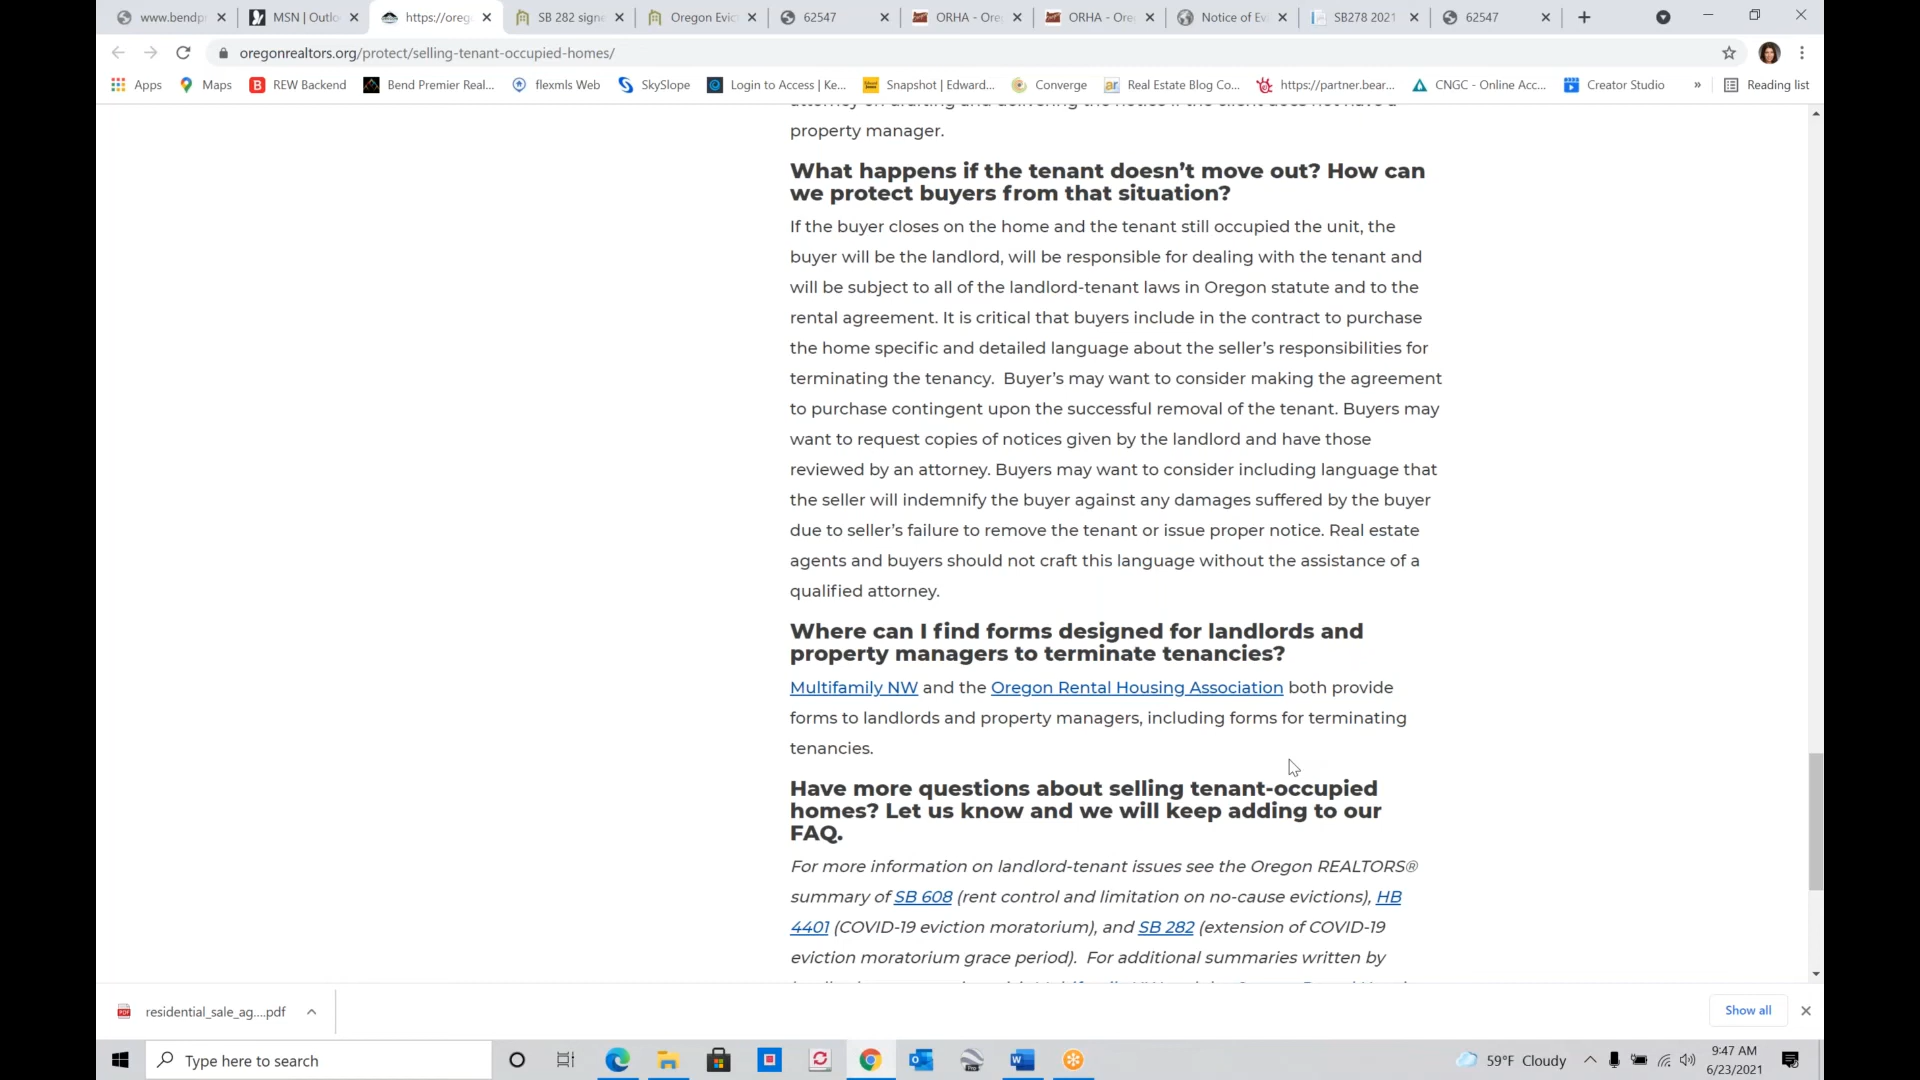 www.bendp
MSN | Outlo
https://oreg
SB 282 sign
Oregon Evic
62547
ORHA - Ore
ORHA - Ore
Notice of Ev
SB278 2021
62547
oregonrealtors.org/protect/selling-tenant-occupied-homes/
Apps
Maps
REW Backend
Bend Premier Real...
flexmls Web
SkySlope
Login to Access | Ke...
Snapshot | Edward...
Converge
Real Estate Blog Co...
https://partner.bear...
CNGC - Online Acc...
Creator Studio
»
Reading list
attorney on drafting and delivering the notice if the client does not have a
property manager.
What happens if the tenant doesn’t move out? How can
we protect buyers from that situation?
If the buyer closes on the home and the tenant still occupied the unit, the
buyer will be the landlord, will be responsible for dealing with the tenant and
will be subject to all of the landlord-tenant laws in Oregon statute and to the
rental agreement. It is critical that buyers include in the contract to purchase
the home specific and detailed language about the seller’s responsibilities for
terminating the tenancy.  Buyer’s may want to consider making the agreement
to purchase contingent upon the successful removal of the tenant. Buyers may
want to request copies of notices given by the landlord and have those
reviewed by an attorney. Buyers may want to consider including language that
the seller will indemnify the buyer against any damages suffered by the buyer
due to seller’s failure to remove the tenant or issue proper notice. Real estate
agents and buyers should not craft this language without the assistance of a
qualified attorney.
Where can I find forms designed for landlords and
property managers to terminate tenancies?
Multifamily NW and the Oregon Rental Housing Association both provide
forms to landlords and property managers, including forms for terminating
tenancies.
Have more questions about selling tenant-occupied
homes? Let us know and we will keep adding to our
FAQ.
For more information on landlord-tenant issues see the Oregon REALTORS®
summary of SB 608 (rent control and limitation on no-cause evictions), HB
4401 (COVID-19 eviction moratorium), and SB 282 (extension of COVID-19
eviction moratorium grace period).  For additional summaries written by
residential_sale_ag....pdf
Show all
Type here to search
59°F Cloudy
9:47 AM
6/23/2021